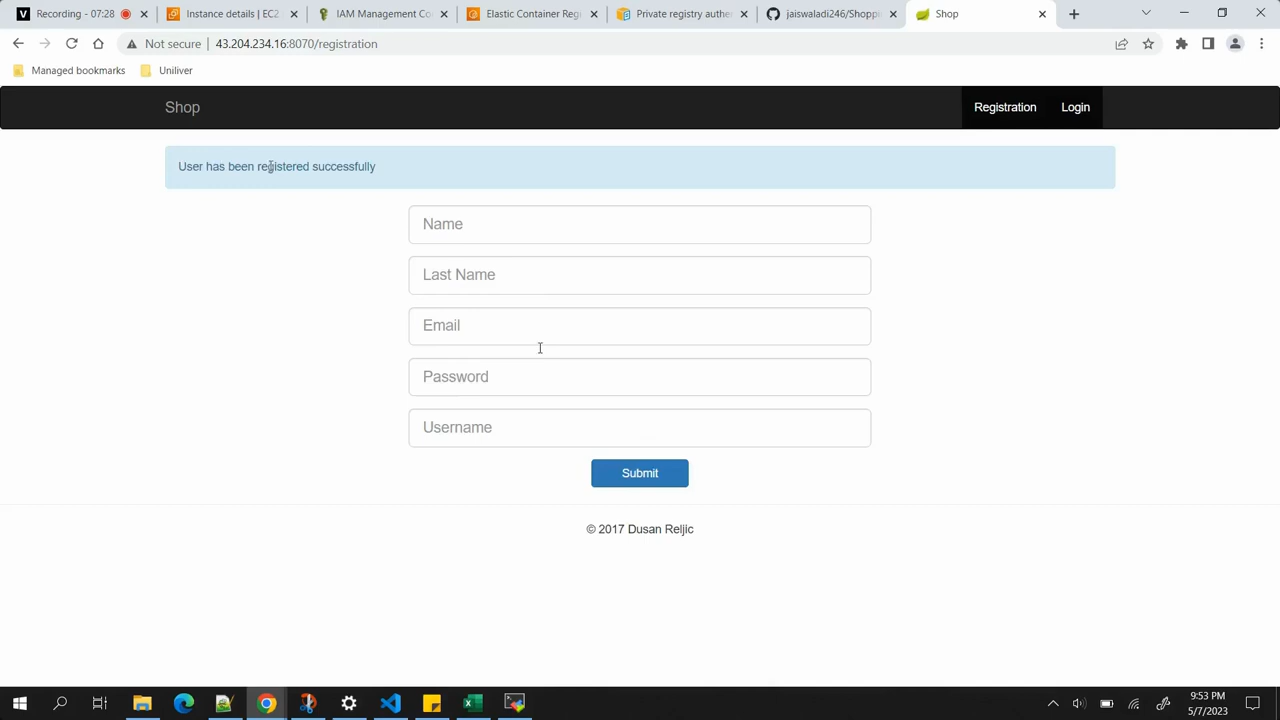 Recording - 07:28
Instance details | EC2
IAM Management Co
Elastic Container Reg
Private registry authe
jaiswaladi246/Shoppi
Shop
Not secure
43.204.234.16:8070/registration
Managed bookmarks
Uniliver
Shop
Registration
Login
User has been registered successfully
Name
Last Name
Email
Password
Username
Submit
© 2017 Dusan Reljic
9:53 PM
5/7/2023